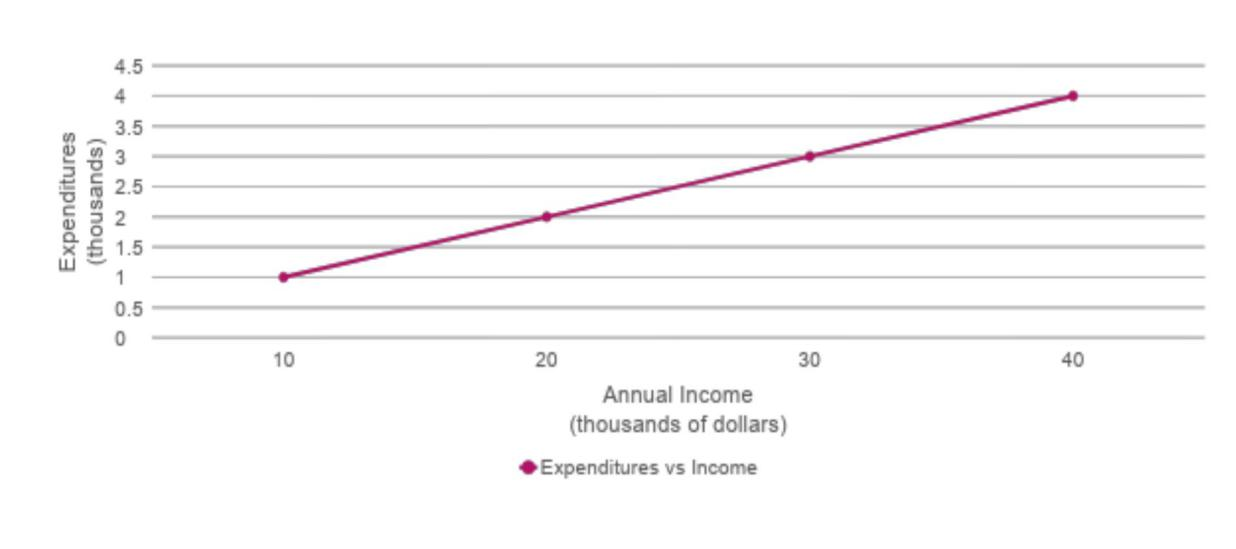 4.5
4
3.5
3
2.5
2
1.5
1
0.5
0
Expenditures
(thousands)
10 20 30 40
Annual Income
(thousands of dollars)
Expenditures vs Income